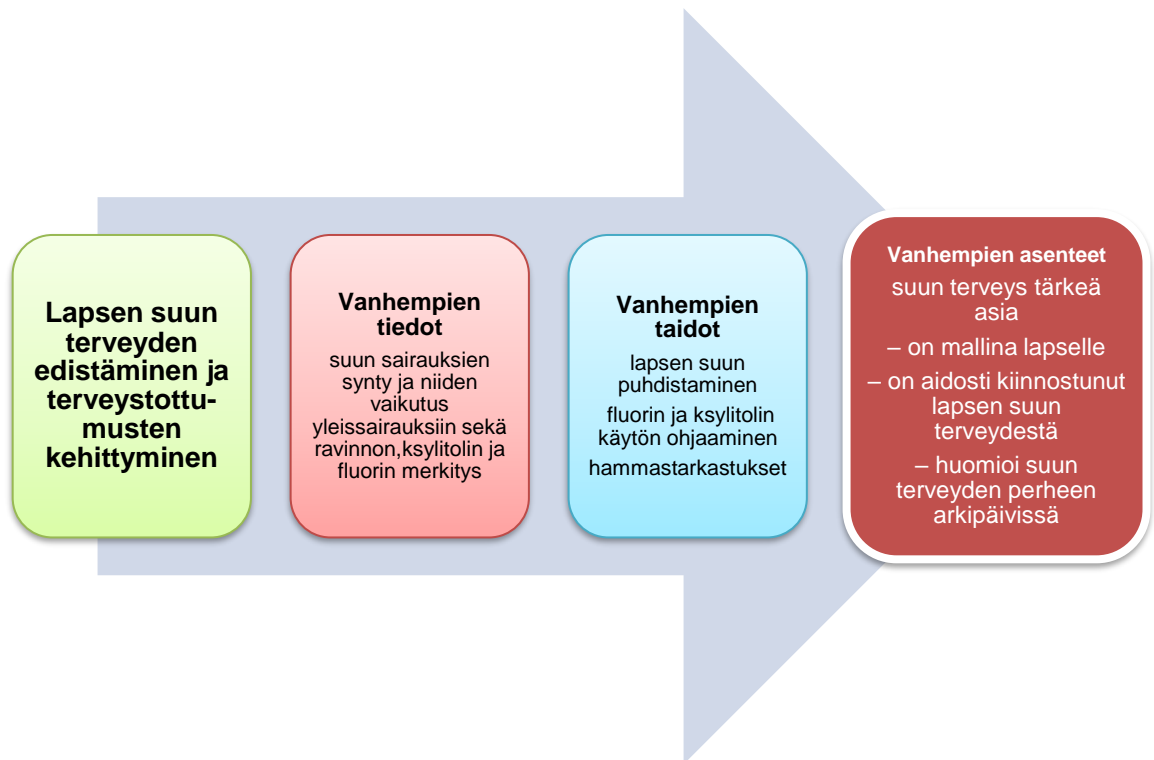 Lapsen suun
terveyden
edistäminen ja
terveystottu-
musten
kehittyminen
Vanhempien
tiedot
suun sairauksien
synty ja niiden
vaikutus
yleissairauksiin sekä
ravinnon,ksylitolin ja
fluorin merkitys
Vanhempien
taidot
lapsen suun
puhdistaminen
fluorin ja ksylitolin
käytön ohjaaminen
hammastarkastukset
Vanhempien asenteet
suun terveys tärkeä
asia
– on mallina lapselle
– on aidosti kiinnostunut
lapsen suun
terveydestä
– huomioi suun
terveyden perheen
arkipäivissä